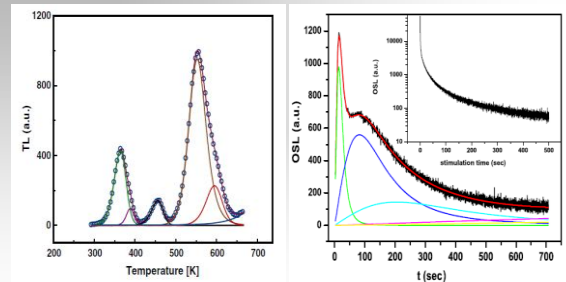 1200
800
400
0
TL (a.u.)
200 300 400 500 600 700
Temperature [K]
1200
1000
800
600
400
200
0
OSL (a.u.)
0 100 200 300 400 500 600 700
t (sec)
10000
1000
100
10
OSL (a.u.)
0 100 200 300 400 500
stimulation time (sec)